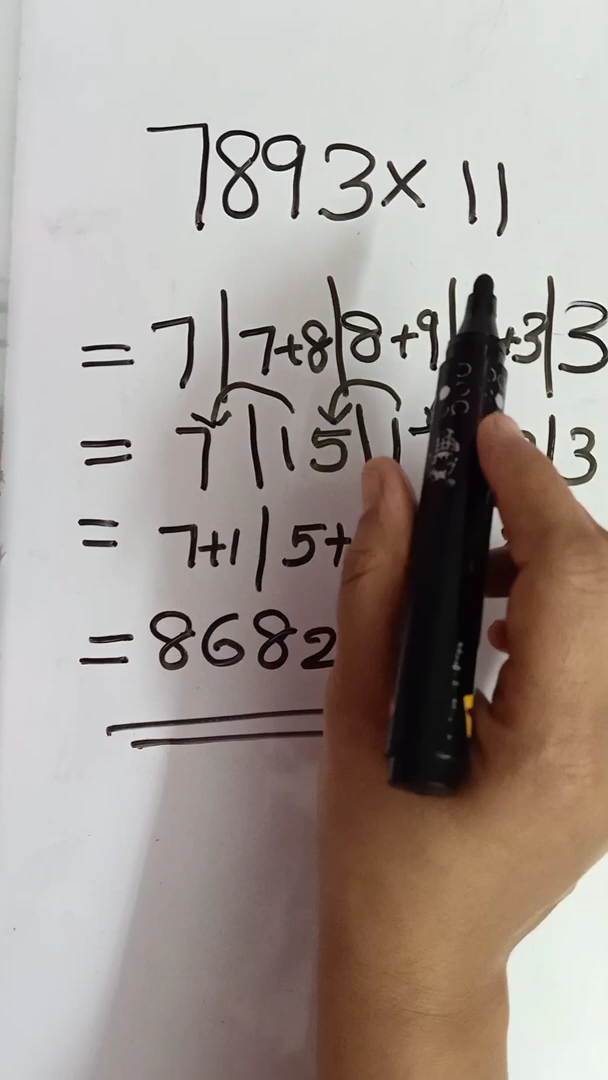 7893 × 11
= 7 | 7+8 | 8+9 | +3 | 3
= 7 | 15 | 1 | 3
= 7+1 | 5+
= 8682